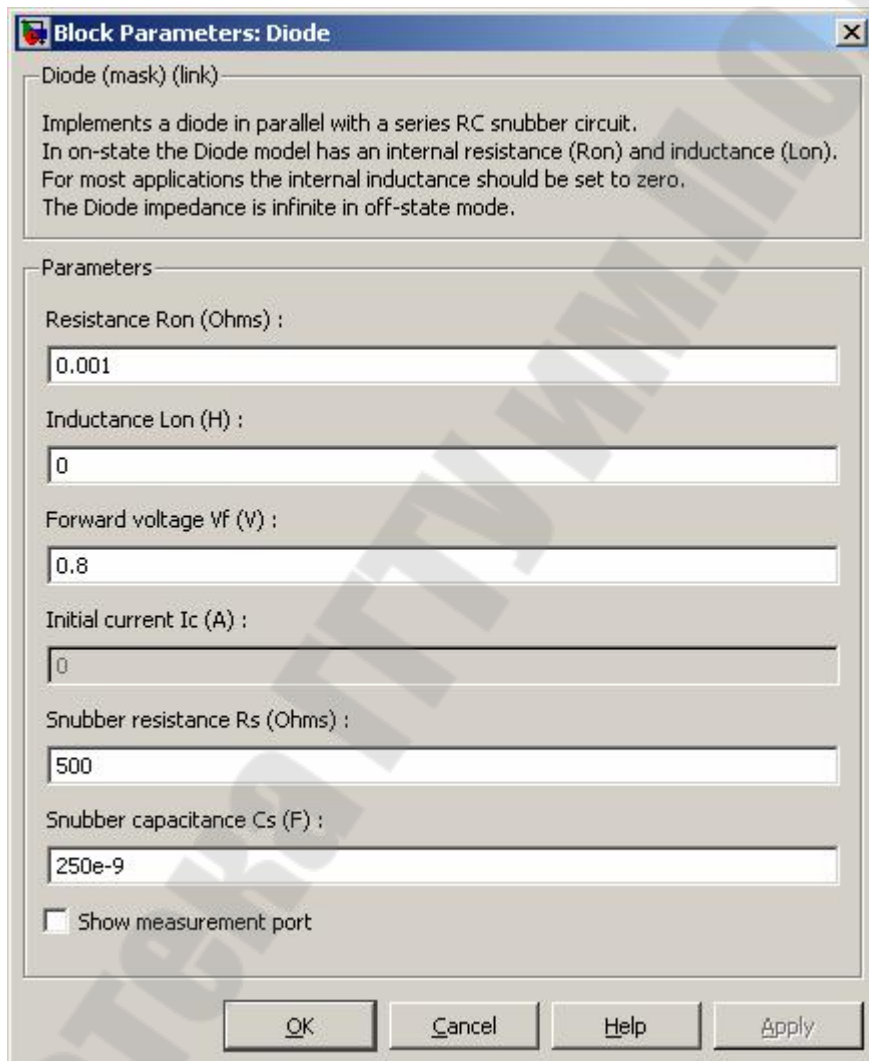 Block Parameters: Diode
Diode (mask) (link)
Implements a diode in parallel with a series RC snubber circuit.
In on-state the Diode model has an internal resistance (Ron) and inductance (Lon).
For most applications the internal inductance should be set to zero.
The Diode impedance is infinite in off-state mode.
Parameters
Resistance Ron (Ohms) :
0.001
Inductance Lon (H) :
0
Forward voltage Vf (V) :
0.8
Initial current Ic (A) :
0
Snubber resistance Rs (Ohms) :
500
Snubber capacitance Cs (F) :
250e-9
Show measurement port
OK Cancel Help Apply
ГГТУ им.П.О